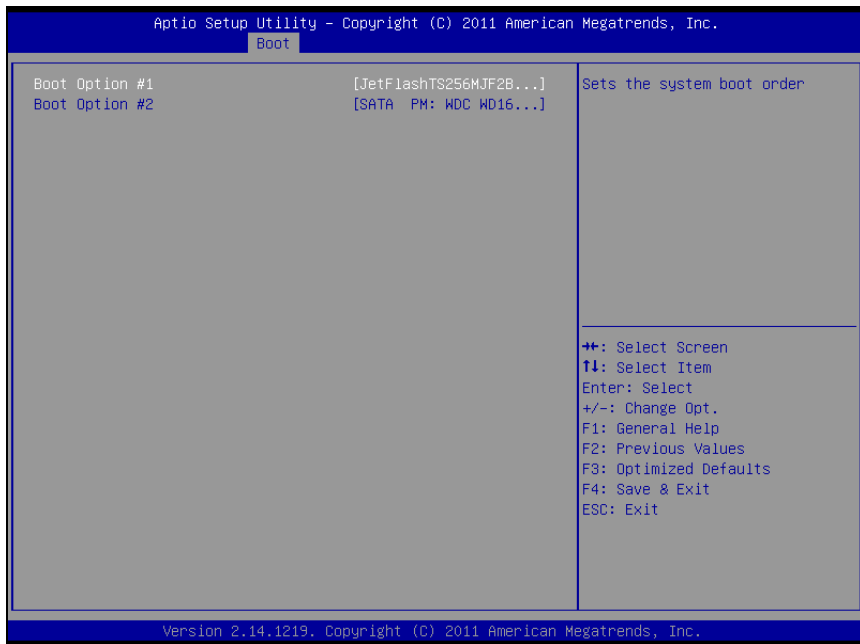 Aptio Setup Utility – Copyright (C) 2011 American Megatrends, Inc.
Boot
Boot Option #1 [JetFlashTS256MJF2B...]
Boot Option #2 [SATA PM: WDC WD16...]
Sets the system boot order
→←: Select Screen
↑↓: Select Item
Enter: Select
+/-: Change Opt.
F1: General Help
F2: Previous Values
F3: Optimized Defaults
F4: Save & Exit
ESC: Exit
Version 2.14.1219. Copyright (C) 2011 American Megatrends, Inc.